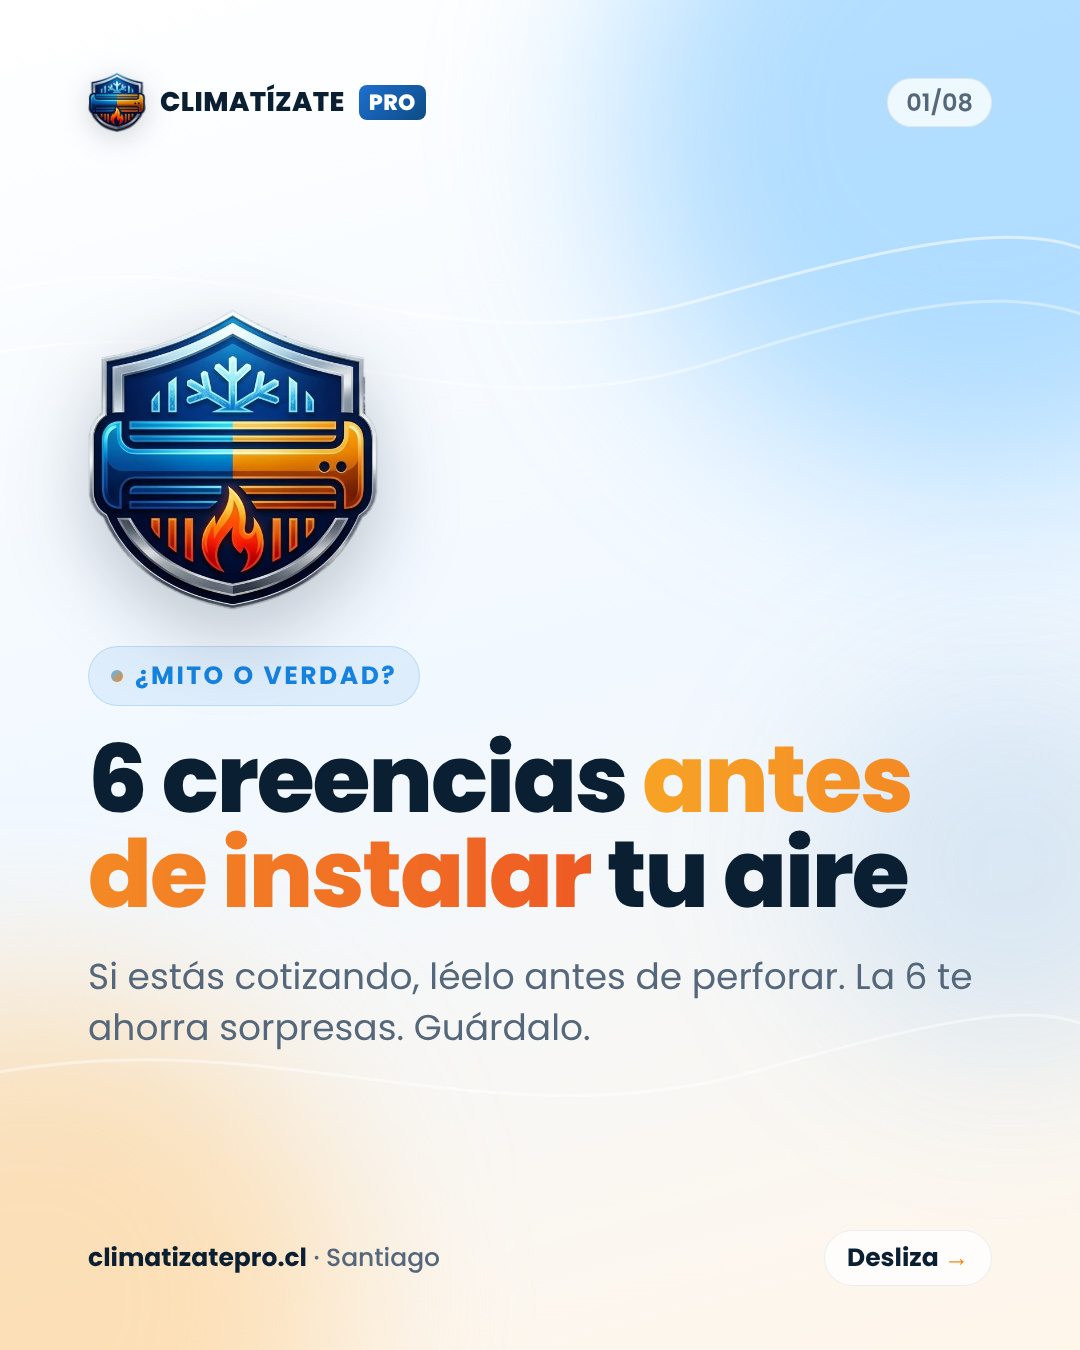 CLIMATÍZATE PRO
01/08
¿MITO O VERDAD?
6 creencias antes
de instalar tu aire
Si estás cotizando, léelo antes de perforar. La 6 te
ahorra sorpresas. Guárdalo.
climatizatepro.cl · Santiago
Desliza →